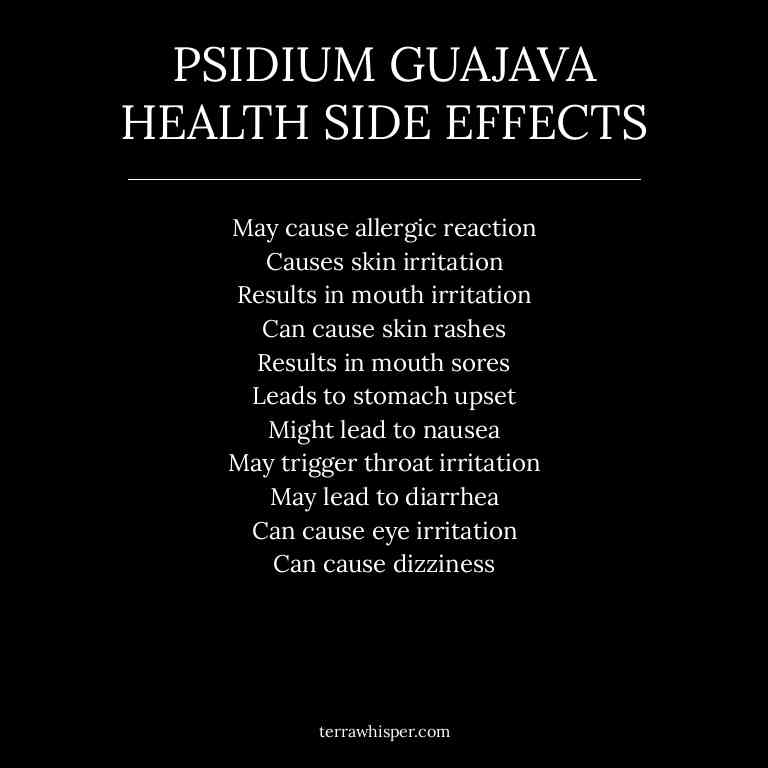 PSIDIUM GUAJAVA
HEALTH SIDE EFFECTS
May cause allergic reaction
Causes skin irritation
Results in mouth irritation
Can cause skin rashes
Results in mouth sores
Leads to stomach upset
Might lead to nausea
May trigger throat irritation
May lead to diarrhea
Can cause eye irritation
Can cause dizziness
terrawhisper.com